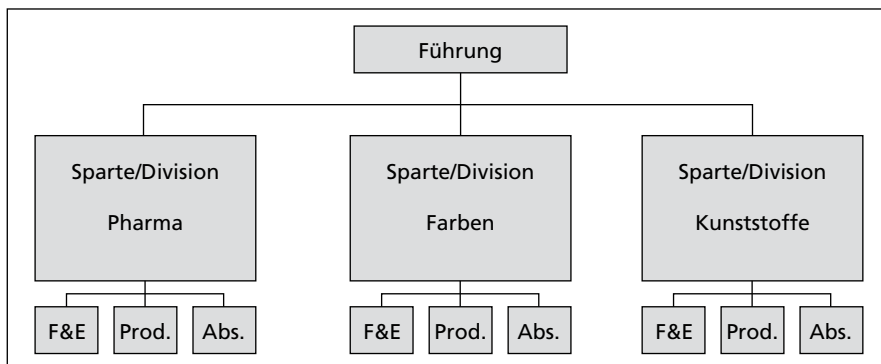 Führung
Sparte/Division
Pharma
Sparte/Division
Farben
Sparte/Division
Kunststoffe
F&E
Prod.
Abs.
F&E
Prod.
Abs.
F&E
Prod.
Abs.